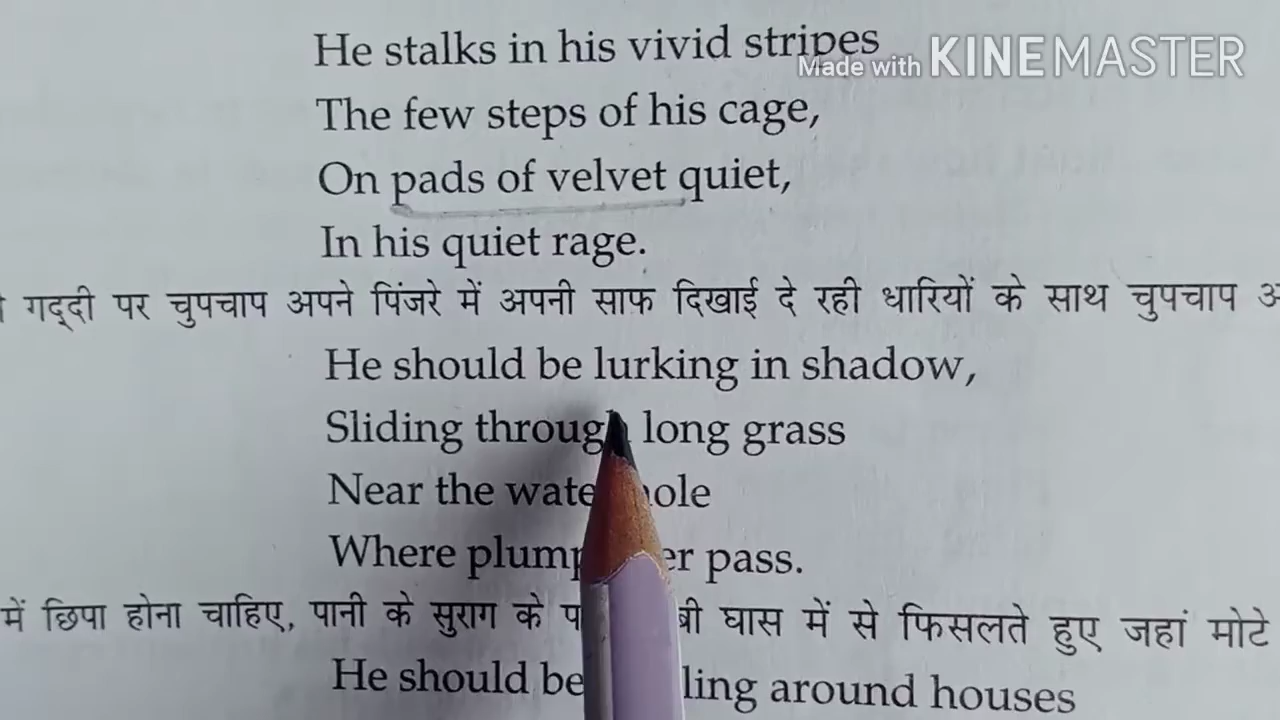 He stalks in his vivid stripes
Made with KINEMASTER
The few steps of his cage,
On pads of velvet quiet,
In his quiet rage.
गद्दी पर चुपचाप अपने पिंजरे में अपनी साफ दिखाई दे रही धारियों के साथ चुपचाप
He should be lurking in shadow,
Sliding through long grass
Near the hole
Where pass.
में छिपा होना चाहिए, पानी के सुराग के घास में से फिसलते हुए जहां मोटे
He should be around houses